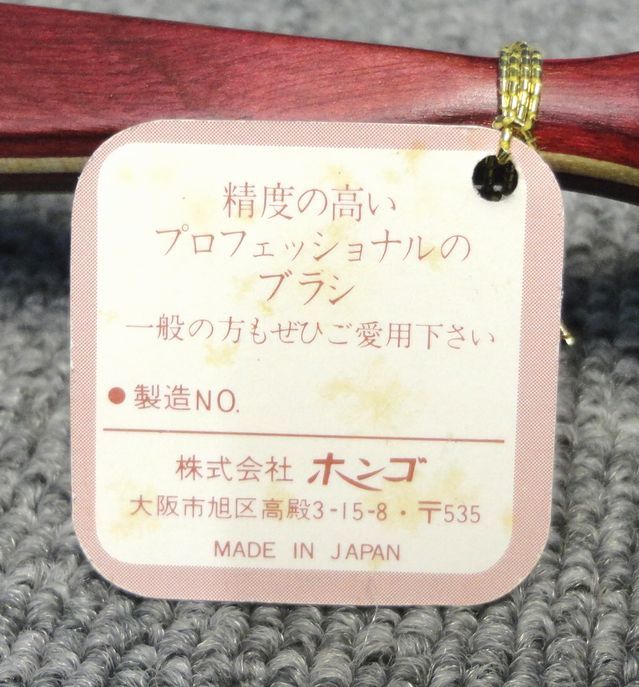 精度の高い
プロフェッショナルの
ブラシ
一般の方もぜひご愛用下さい
●製造NO.
株式会社 ホンゴ
大阪市旭区高殿3-15-8・〒535
MADE IN JAPAN